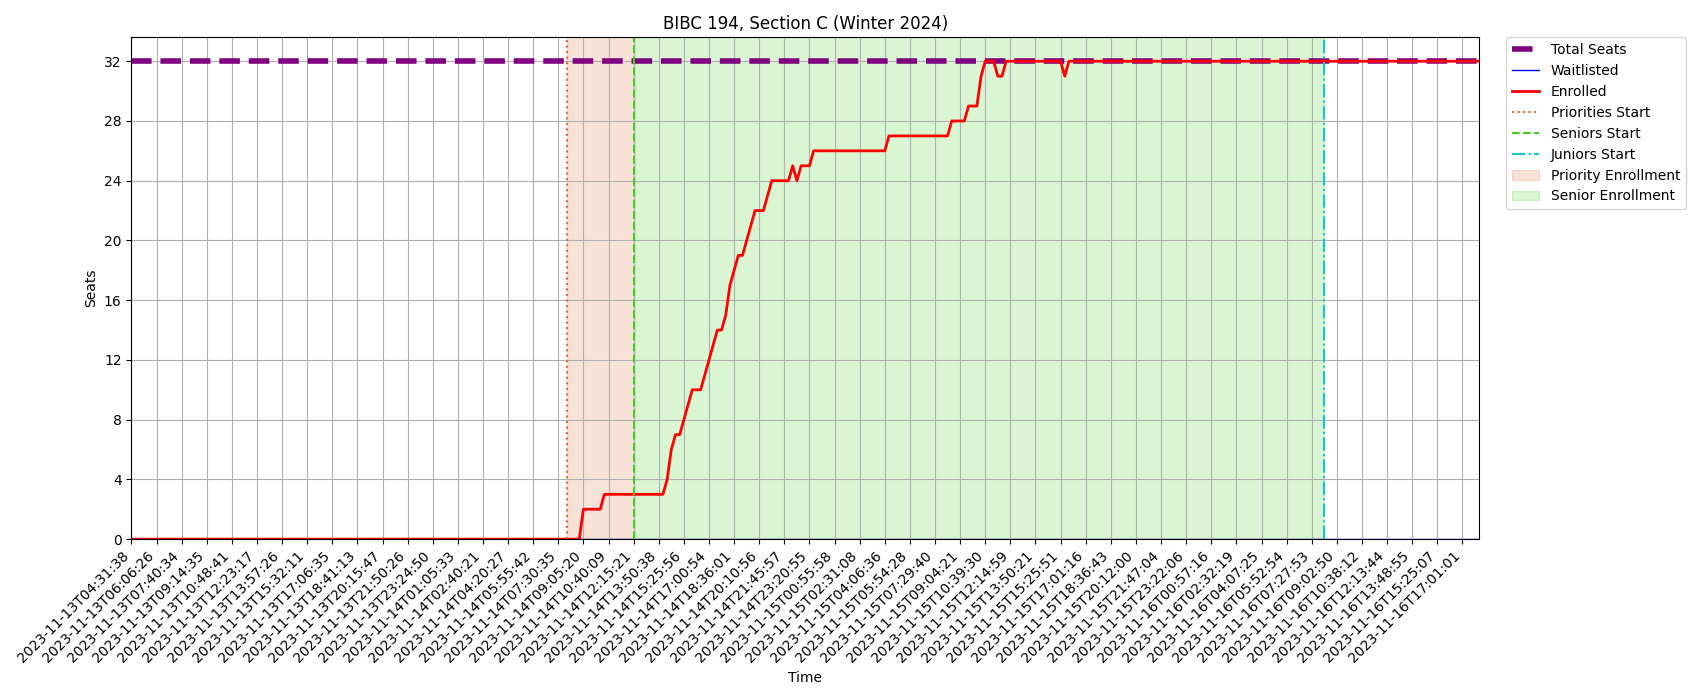 BIBC 194, Section C (Winter 2024)
Total Seats
Waitlisted
Enrolled
Priorities Start
Seniors Start
Juniors Start
Priority Enrollment
Senior Enrollment
Seats
32
28
24
20
16
12
8
4
0
2023-11-13T04:31:38
2023-11-13T06:06:26
2023-11-13T07:40:34
2023-11-13T09:14:35
2023-11-13T10:48:41
2023-11-13T12:23:17
2023-11-13T13:57:26
2023-11-13T15:32:11
2023-11-13T17:06:35
2023-11-13T18:41:13
2023-11-13T20:15:47
2023-11-13T21:50:26
2023-11-13T23:24:50
2023-11-14T01:05:33
2023-11-14T02:40:21
2023-11-14T04:20:27
2023-11-14T05:55:42
2023-11-14T07:30:35
2023-11-14T09:05:20
2023-11-14T10:40:09
2023-11-14T12:15:21
2023-11-14T13:50:38
2023-11-14T15:25:56
2023-11-14T17:00:54
2023-11-14T18:36:01
2023-11-14T20:10:56
2023-11-14T21:45:57
2023-11-14T23:20:55
2023-11-15T00:55:58
2023-11-15T02:31:08
2023-11-15T04:06:36
2023-11-15T05:54:28
2023-11-15T07:29:40
2023-11-15T09:04:21
2023-11-15T10:39:30
2023-11-15T12:14:59
2023-11-15T13:50:21
2023-11-15T15:25:51
2023-11-15T17:01:16
2023-11-15T18:36:43
2023-11-15T20:12:00
2023-11-15T21:47:04
2023-11-15T23:22:06
2023-11-16T00:57:16
2023-11-16T02:32:19
2023-11-16T04:07:25
2023-11-16T05:52:54
2023-11-16T07:27:53
2023-11-16T09:02:50
2023-11-16T10:38:12
2023-11-16T12:13:44
2023-11-16T13:48:55
2023-11-16T15:25:07
2023-11-16T17:01:01
Time